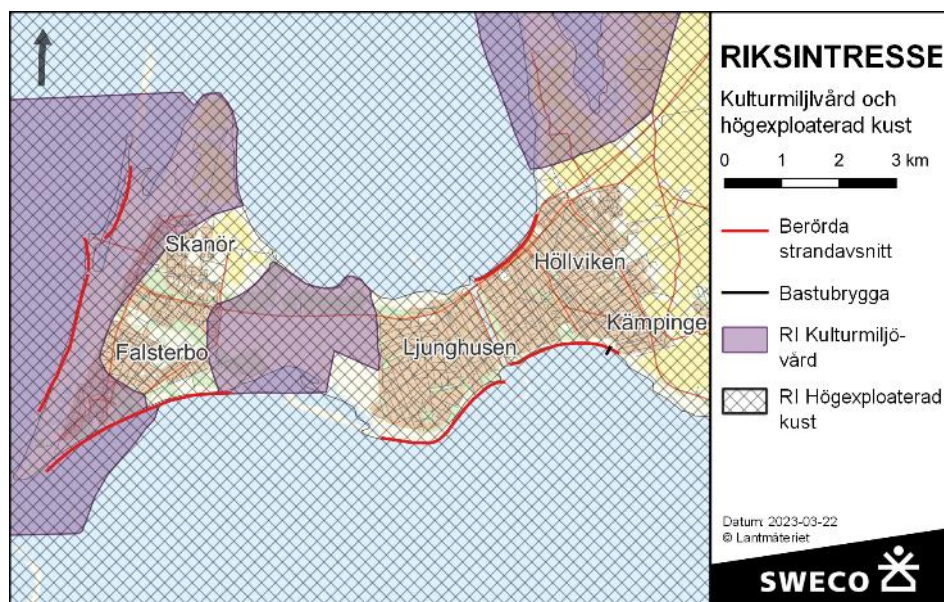 RIKSINTRESSE
Kulturmiljlvård och
högexploaterad kust
0 1 2 3 km
Berörda
strandavsnitt
Bastubrygga
RI Kulturmiljö-
vård
RI Högexploaterad
kust
Datum: 2023-03-22
© Lantmäteriet
SWECO
Skanör
Höllviken
Kämpinge
Falsterbo
Ljunghusen